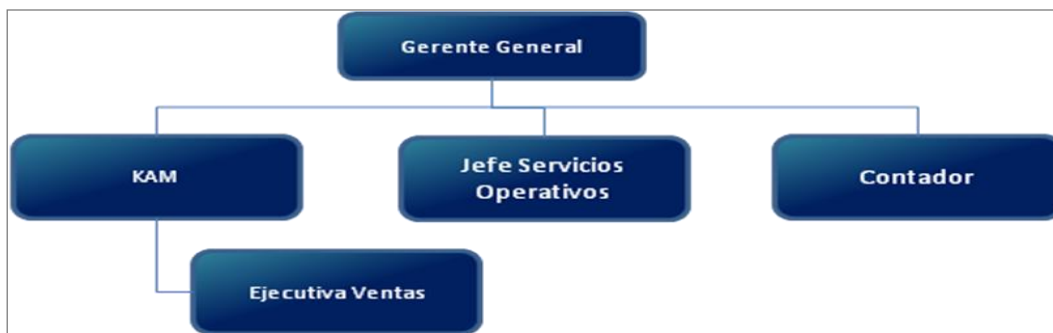 Gerente General
KAM
Jefe Servicios
Operativos
Contador
Ejecutiva Ventas